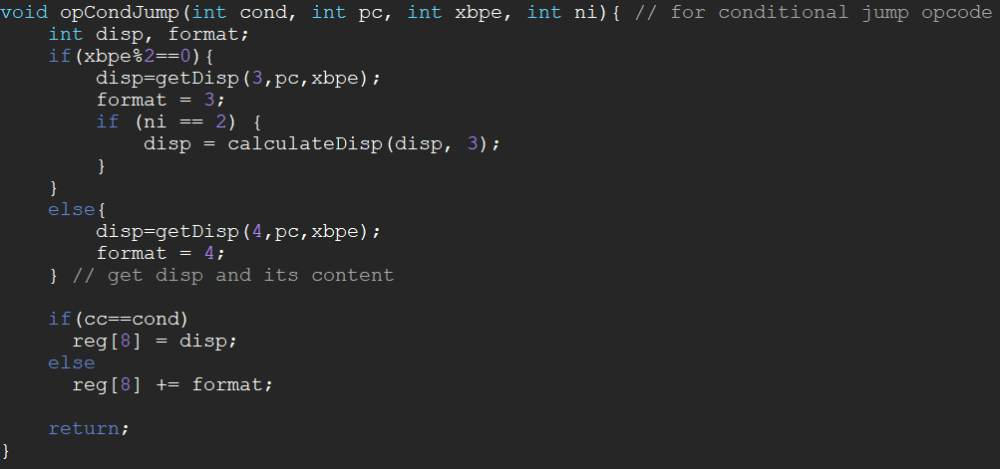 void opCondJump(int cond, int pc, int xbpe, int ni){ // for conditional jump opcode
    int disp, format;
    if(xbpe%2==0){
        disp=getDisp(3,pc,xbpe);
        format = 3;
        if (ni == 2) {
            disp = calculateDisp(disp, 3);
        }
    }
    else{
        disp=getDisp(4,pc,xbpe);
        format = 4;
    } // get disp and its content

    if(cc==cond)
      reg[8] = disp;
    else
      reg[8] += format;

    return;
}